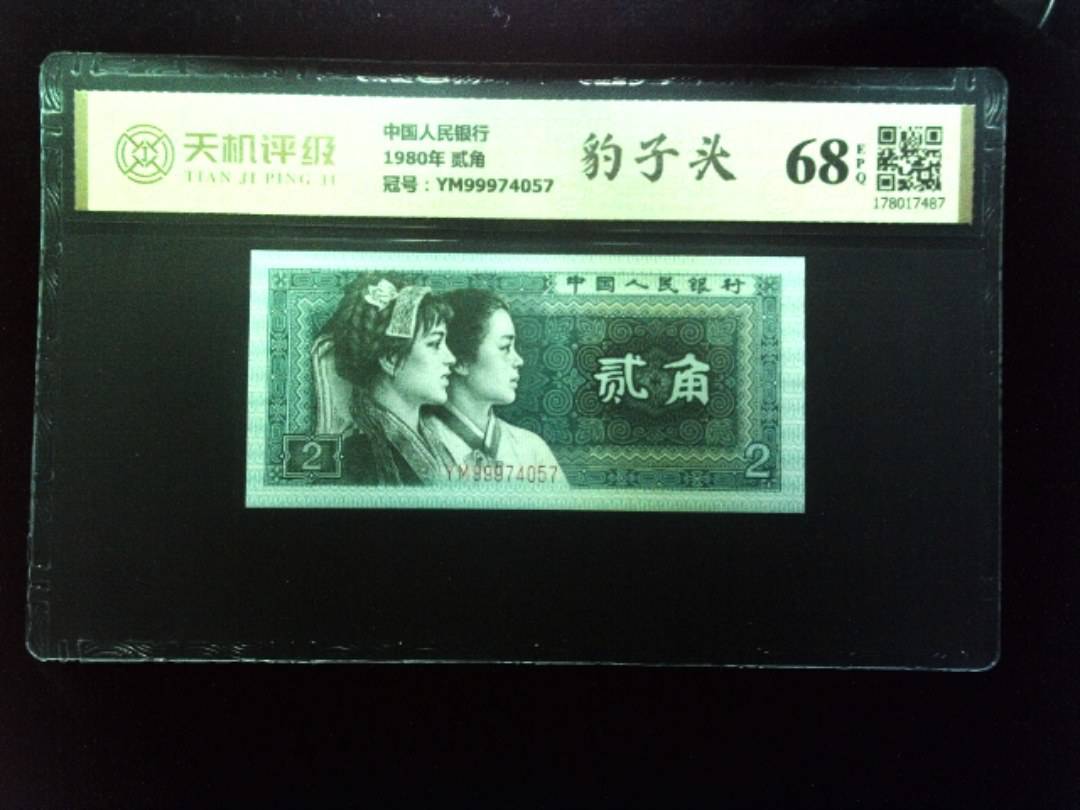 天机评级
TIAN JI PING JI
中国人民银行
1980年 贰角
冠号：YM99974057
豹子头
68
EPQ
178017487
中国人民银行
贰角
2
2
YM99974057